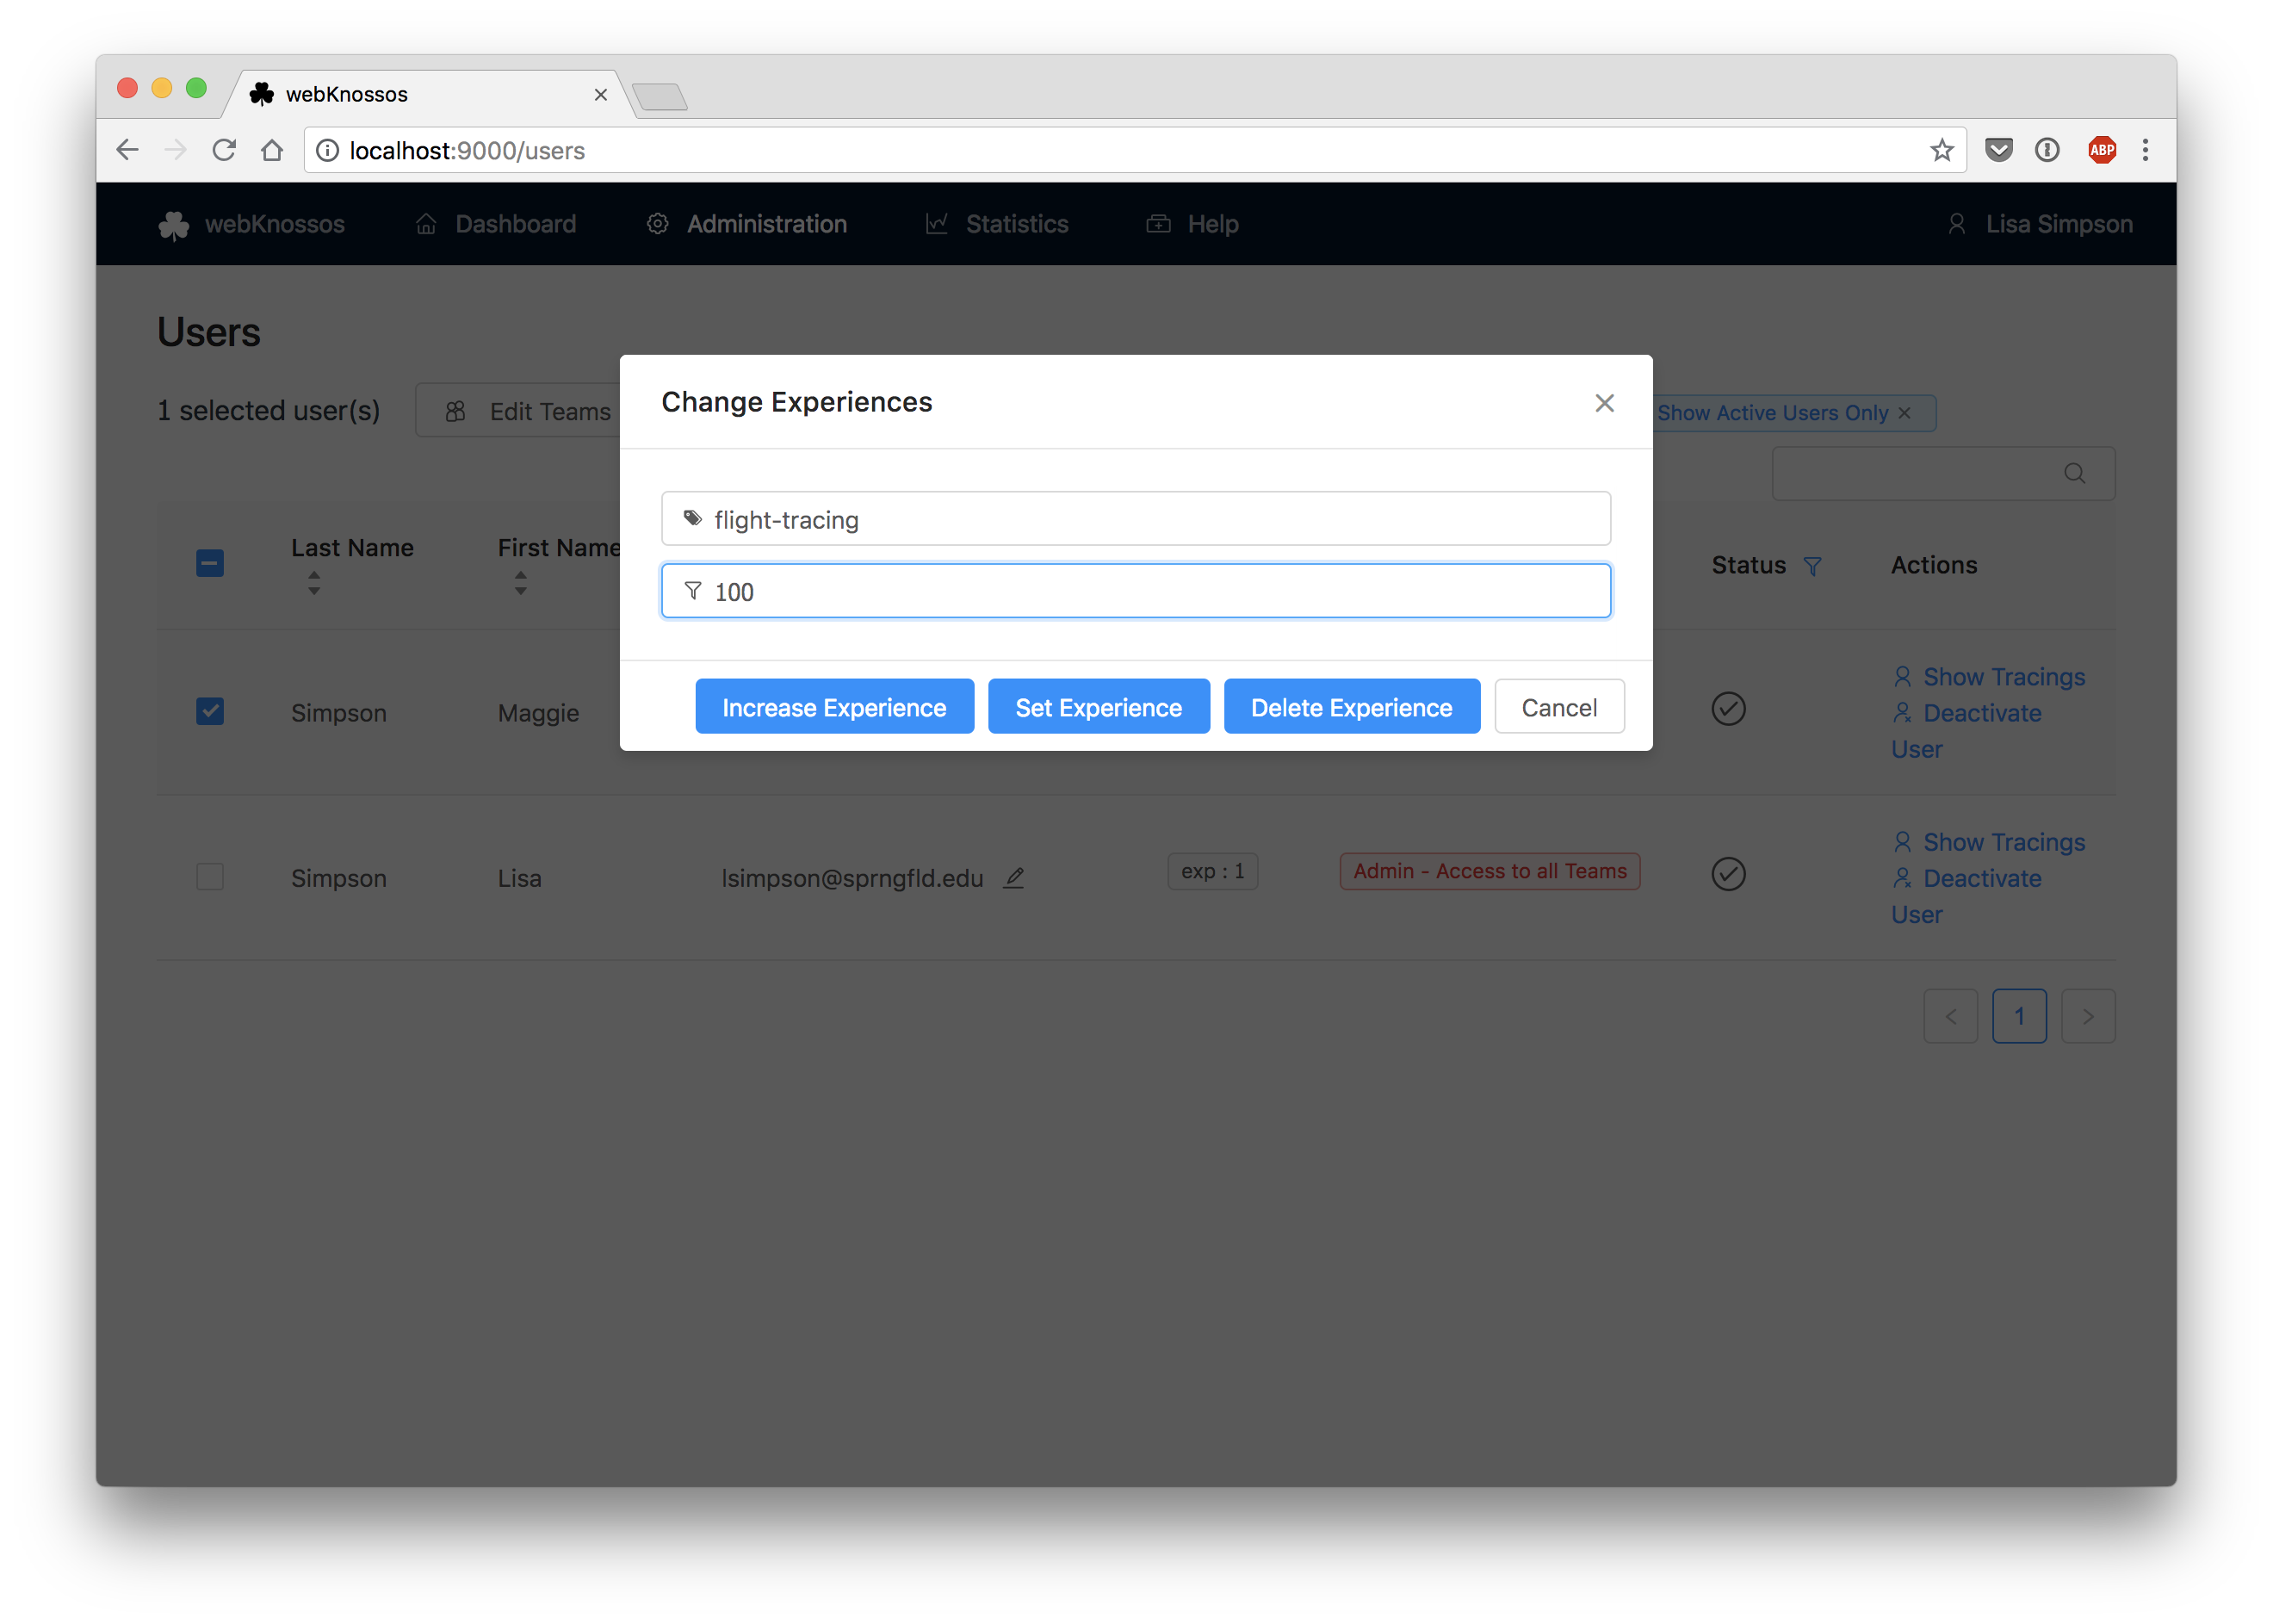 webKnossos
localhost:9000/users
ABP
webKnossos Dashboard Administration Statistics Help Lisa Simpson
Users
1 selected user(s) Edit Teams Show Active Users Only
Change Experiences
flight-tracing
100
Increase Experience Set Experience Delete Experience Cancel
Last Name First Name Status Actions
Simpson Maggie Show Tracings
Deactivate
User
Simpson Lisa lsimpson@sprngfld.edu exp : 1 Admin - Access to all Teams Show Tracings
Deactivate
User
< 1 >